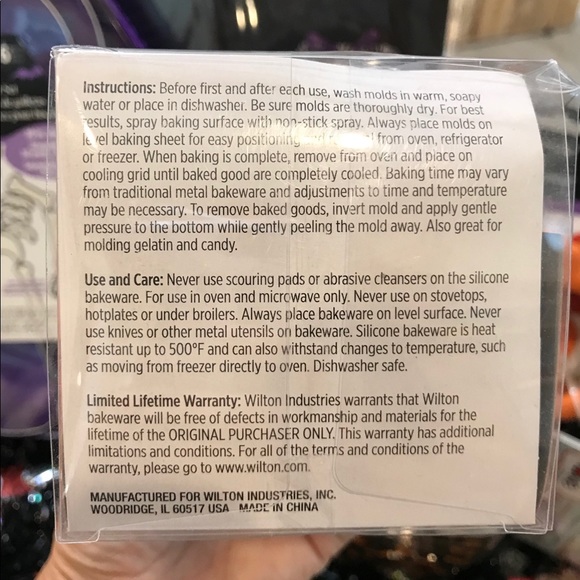 Instructions: Before first and after each use, wash molds in warm, soapy
water or place in dishwasher. Be sure molds are thoroughly dry. For best
results, spray baking surface with non-stick spray. Always place molds on
level baking sheet for easy positioning and removal from oven, refrigerator
or freezer. When baking is complete, remove from oven and place on
cooling grid until baked good are completely cooled. Baking time may vary
from traditional metal bakeware and adjustments to time and temperature
may be necessary. To remove baked goods, invert mold and apply gentle
pressure to the bottom while gently peeling the mold away. Also great for
molding gelatin and candy.
Use and Care: Never use scouring pads or abrasive cleansers on the silicone
bakeware. For use in oven and microwave only. Never use on stovetops,
hotplates or under broilers. Always place bakeware on level surface. Never
use knives or other metal utensils on bakeware. Silicone bakeware is heat
resistant up to 500°F and can also withstand changes to temperature, such
as moving from freezer directly to oven. Dishwasher safe.
Limited Lifetime Warranty: Wilton Industries warrants that Wilton
bakeware will be free of defects in workmanship and materials for the
lifetime of the ORIGINAL PURCHASER ONLY. This warranty has additional
limitations and conditions. For all of the terms and conditions of the
warranty, please go to www.wilton.com.
MANUFACTURED FOR WILTON INDUSTRIES, INC.
WOODRIDGE, IL 60517 USA MADE IN CHINA